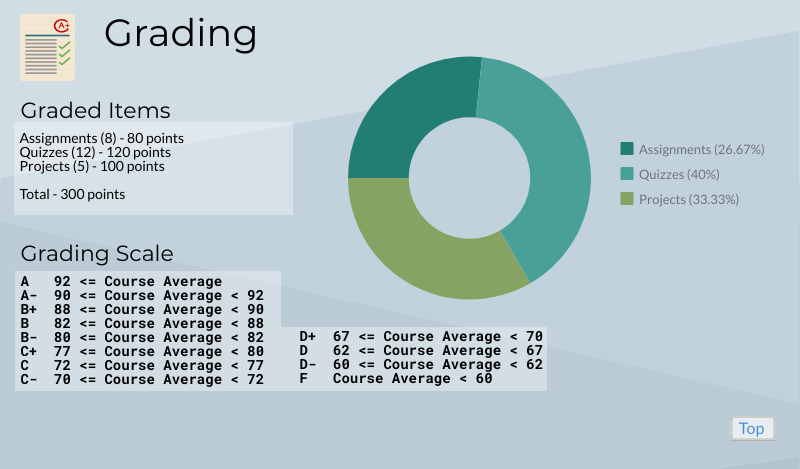 A+
Grading
Graded Items
Assignments (8) - 80 points
Quizzes (12) - 120 points
Projects (5) - 100 points
Total - 300 points
Assignments (26.67%)
Quizzes (40%)
Projects (33.33%)
Grading Scale
A 92 <= Course Average
A- 90 <= Course Average < 92
B+ 88 <= Course Average < 90
B 82 <= Course Average < 88
B- 80 <= Course Average < 82
C+ 77 <= Course Average < 80
C 72 <= Course Average < 77
C- 70 <= Course Average < 72
D+ 67 <= Course Average < 70
D 62 <= Course Average < 67
D- 60 <= Course Average < 62
F Course Average < 60
Top